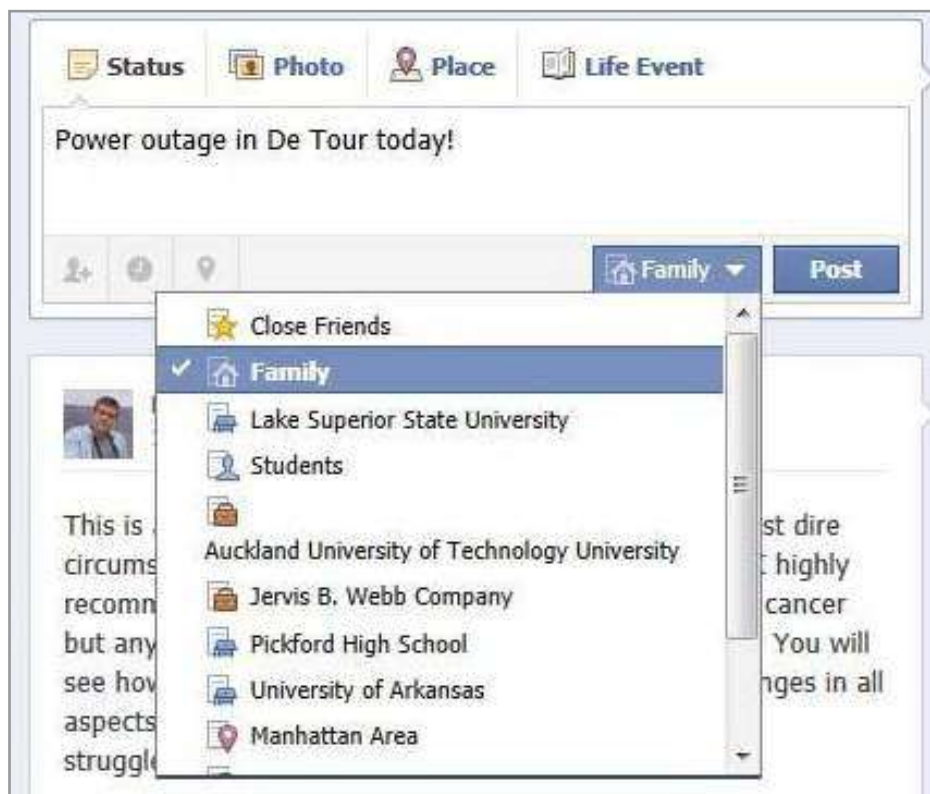 Status Photo Place Life Event
Power outage in De Tour today!
Family Post
Close Friends
Family
Lake Superior State University
Students
Auckland University of Technology University
Jervis B. Webb Company
Pickford High School
University of Arkansas
Manhattan Area
This is st dire
circums highly
recomm cancer
but any You will
see how nges in all
aspects
struggle